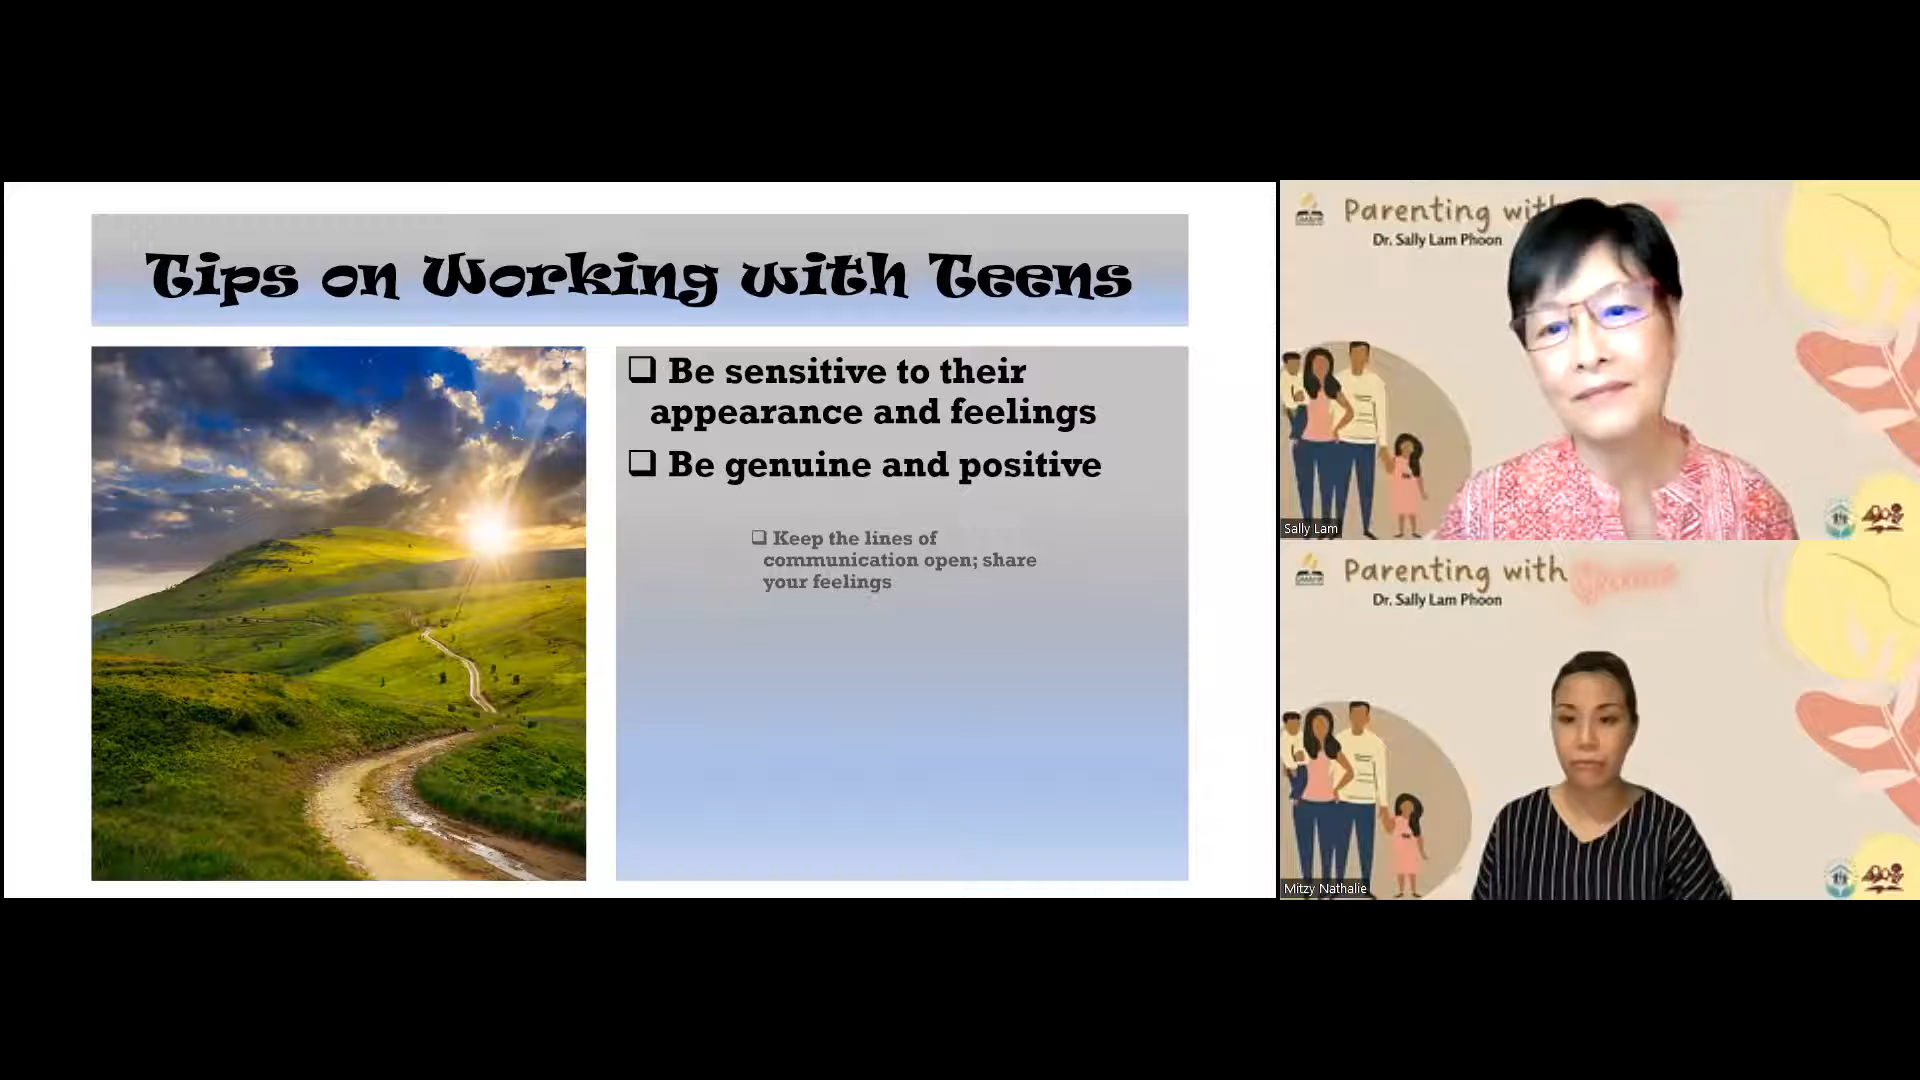 Tips on Working with Teens
❑ Be sensitive to their
appearance and feelings
❑ Be genuine and positive
❑ Keep the lines of
communication open; share
your feelings
Parenting with
Dr. Sally Lam Phoon
Sally Lam
Parenting with
Dr. Sally Lam Phoon
Mitzy Nathalie